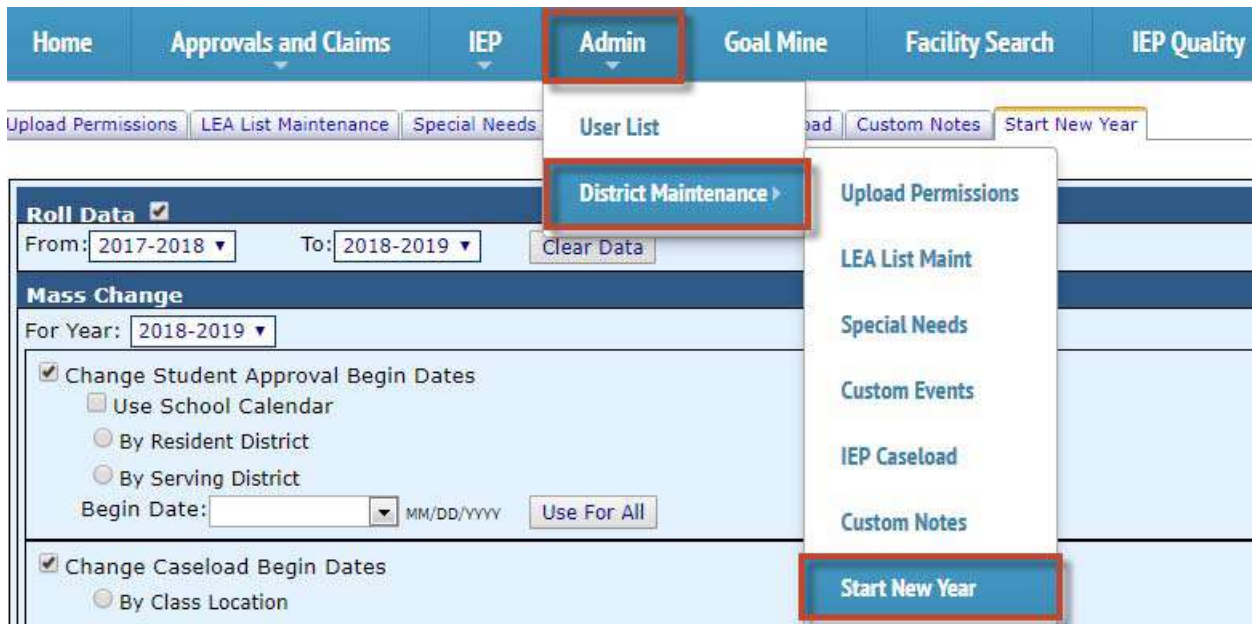 Home Approvals and Claims IEP Admin Goal Mine Facility Search IEP Quality
Upload Permissions LEA List Maintenance Special Needs Custom Notes Start New Year
User List
District Maintenance
Upload Permissions
LEA List Maint
Special Needs
Custom Events
IEP Caseload
Custom Notes
Start New Year
Roll Data
From: 2017-2018 To: 2018-2019 Clear Data
Mass Change
For Year: 2018-2019
Change Student Approval Begin Dates
Use School Calendar
By Resident District
By Serving District
Begin Date: MM/DD/YYYY Use For All
Change Caseload Begin Dates
By Class Location